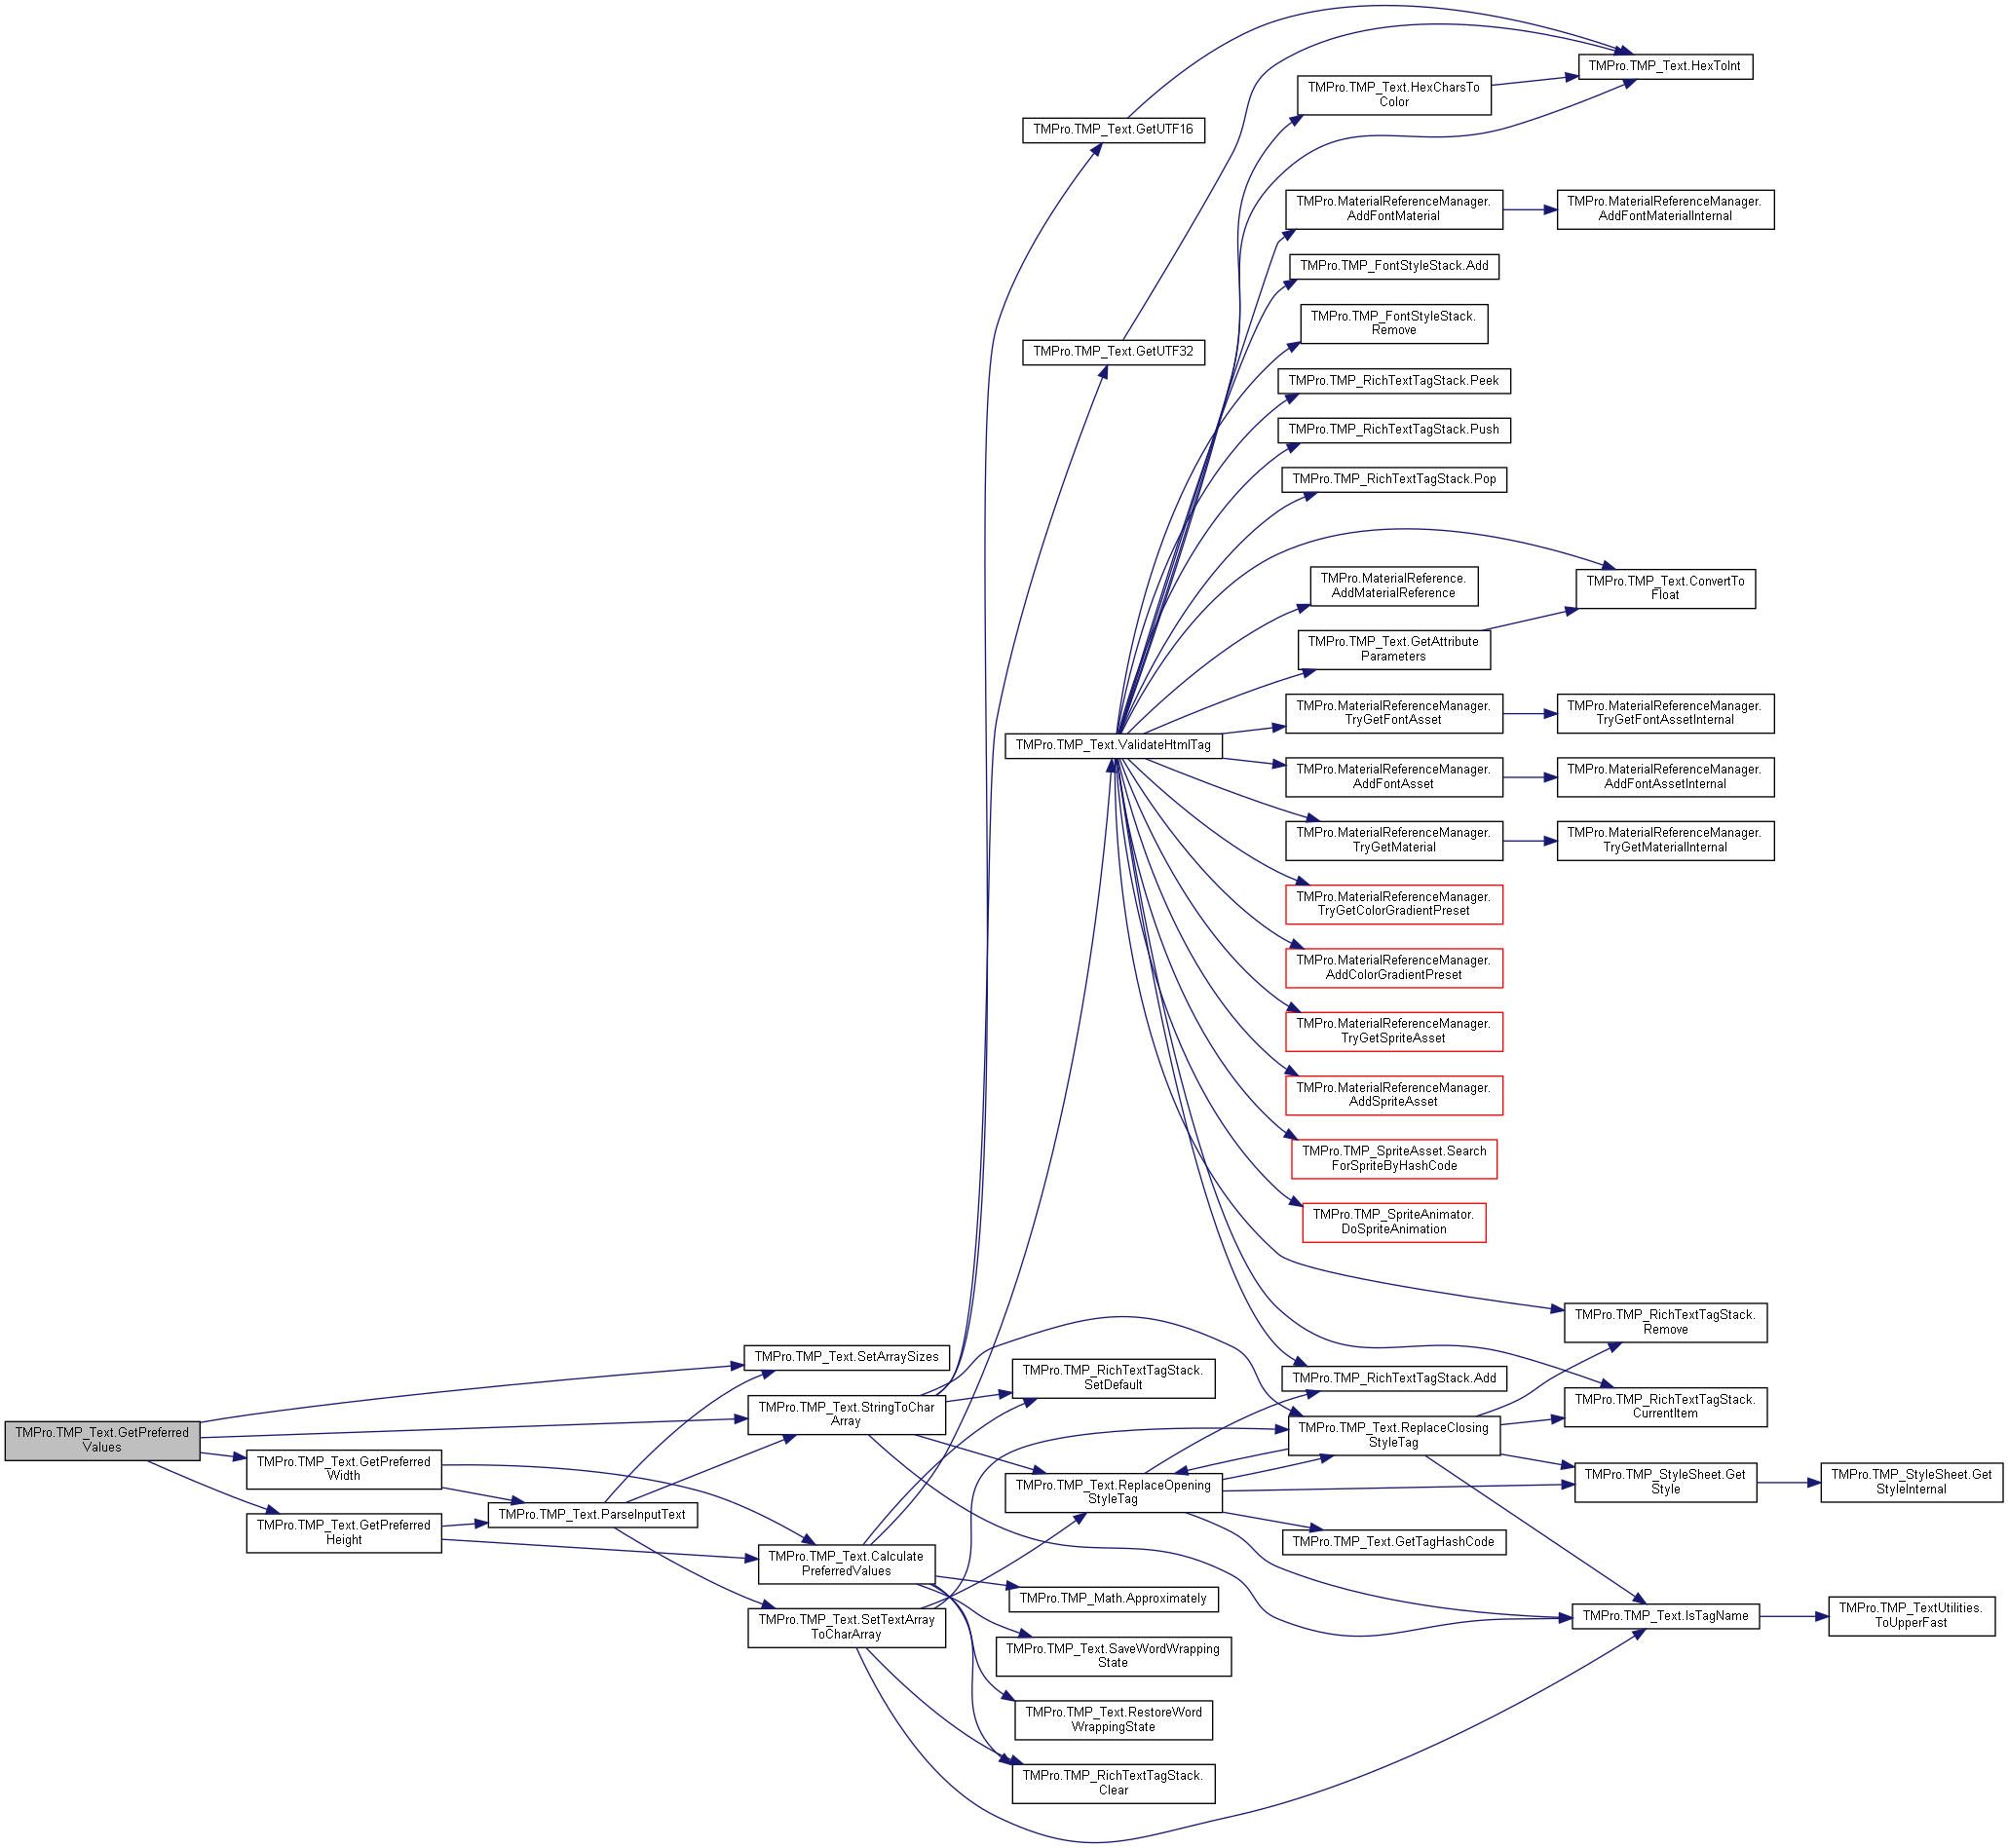 TMPro.TMP_Text.GetPreferred
Values
TMPro.TMP_Text.GetPreferred
Width
TMPro.TMP_Text.GetPreferred
Height
TMPro.TMP_Text.ParseInputText
TMPro.TMP_Text.SetArraySizes
TMPro.TMP_Text.StringToChar
Array
TMPro.TMP_Text.Calculate
PreferredValues
TMPro.TMP_Text.SetTextArray
ToCharArray
TMPro.TMP_Text.GetUTF16
TMPro.TMP_Text.GetUTF32
TMPro.TMP_Text.ValidateHtmlTag
TMPro.TMP_RichTextTagStack.
SetDefault
TMPro.TMP_Text.ReplaceOpening
StyleTag
TMPro.TMP_Math.Approximately
TMPro.TMP_Text.SaveWordWrapping
State
TMPro.TMP_Text.RestoreWord
WrappingState
TMPro.TMP_RichTextTagStack.
Clear
TMPro.TMP_Text.HexCharsTo
Color
TMPro.MaterialReferenceManager.
AddFontMaterial
TMPro.TMP_FontStyleStack.Add
TMPro.TMP_FontStyleStack.
Remove
TMPro.TMP_RichTextTagStack.Peek
TMPro.TMP_RichTextTagStack.Push
TMPro.TMP_RichTextTagStack.Pop
TMPro.MaterialReference.
AddMaterialReference
TMPro.TMP_Text.GetAttribute
Parameters
TMPro.MaterialReferenceManager.
TryGetFontAsset
TMPro.MaterialReferenceManager.
AddFontAsset
TMPro.MaterialReferenceManager.
TryGetMaterial
TMPro.MaterialReferenceManager.
TryGetColorGradientPreset
TMPro.MaterialReferenceManager.
AddColorGradientPreset
TMPro.MaterialReferenceManager.
TryGetSpriteAsset
TMPro.MaterialReferenceManager.
AddSpriteAsset
TMPro.TMP_SpriteAsset.Search
ForSpriteByHashCode
TMPro.TMP_SpriteAnimator.
DoSpriteAnimation
TMPro.TMP_RichTextTagStack.Add
TMPro.TMP_Text.ReplaceClosing
StyleTag
TMPro.TMP_Text.GetTagHashCode
TMPro.TMP_Text.HexToInt
TMPro.MaterialReferenceManager.
AddFontMaterialInternal
TMPro.TMP_Text.ConvertTo
Float
TMPro.MaterialReferenceManager.
TryGetFontAssetInternal
TMPro.MaterialReferenceManager.
AddFontAssetInternal
TMPro.MaterialReferenceManager.
TryGetMaterialInternal
TMPro.TMP_RichTextTagStack.
Remove
TMPro.TMP_RichTextTagStack.
CurrentItem
TMPro.TMP_StyleSheet.Get
Style
TMPro.TMP_Text.IsTagName
TMPro.TMP_StyleSheet.Get
StyleInternal
TMPro.TMP_TextUtilities.
ToUpperFast